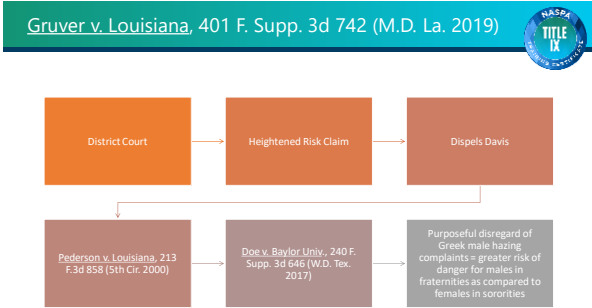 Gruver v. Louisiana, 401 F. Supp. 3d 742 (M.D. La. 2019)
NASPA
TITLE
IX
TRAINING CERTIFICATE
District Court
Heightened Risk Claim
Dispels Davis
Pederson v. Louisiana, 213
F.3d 858 (5th Cir. 2000)
Doe v. Baylor Univ., 240 F.
Supp. 3d 646 (W.D. Tex.
2017)
Purposeful disregard of
Greek male hazing
complaints = greater risk of
danger for males in
fraternities as compared to
females in sororities